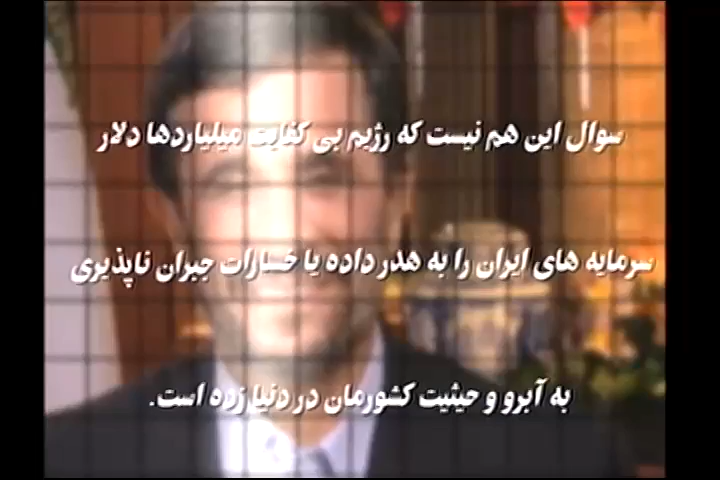 سوال این هم نیست که رژیم بی کفایت میلیاردها دلار
سرمایه های ایران را به هدر داده یا خسارات جبران ناپذیری
به آبرو و حیثیت کشورمان در دنیا زده است.